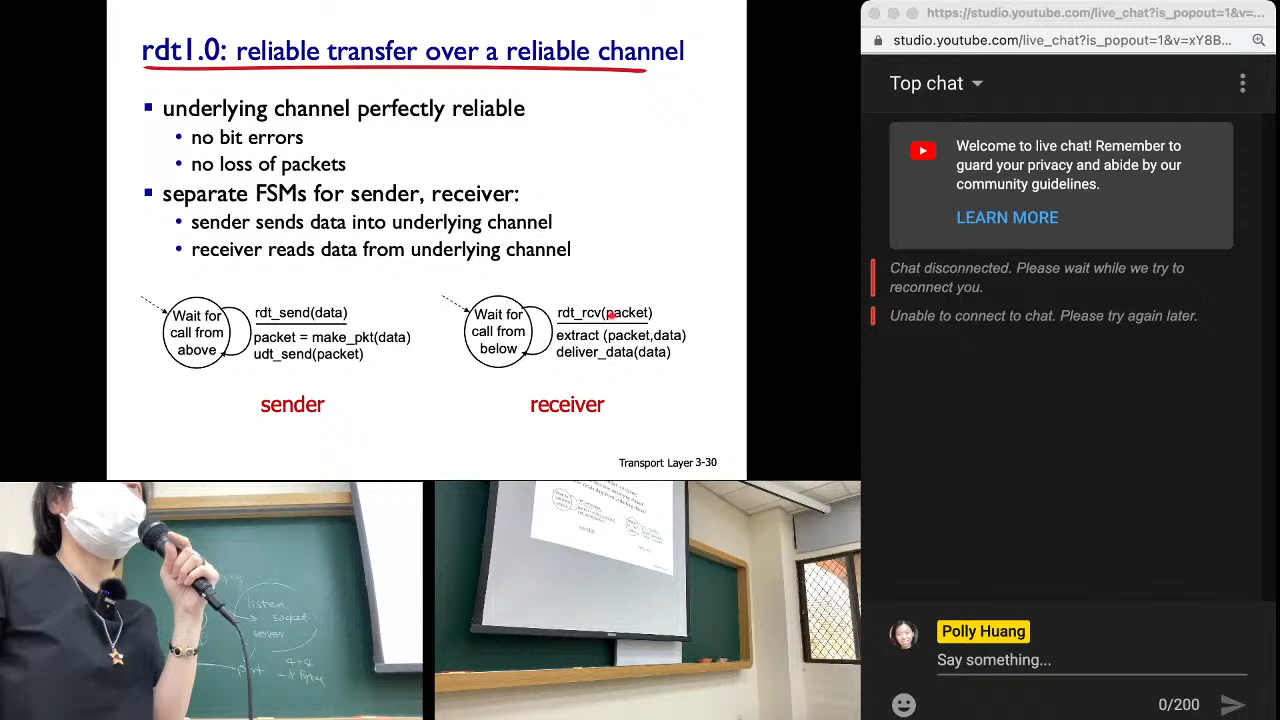 rdt1.0: reliable transfer over a reliable channel
underlying channel perfectly reliable
no bit errors
no loss of packets
separate FSMs for sender, receiver:
sender sends data into underlying channel
receiver reads data from underlying channel
Wait for
call from
above
rdt_send(data)
packet = make_pkt(data)
udt_send(packet)
sender
Wait for
call from
below
rdt_rcv(packet)
extract (packet,data)
deliver_data(data)
receiver
Transport Layer 3-30
https://studio.youtube.com/live_chat?is_popout=1&v=...
studio.youtube.com/live_chat?is_popout=1&v=xY8B...
Top chat
Welcome to live chat! Remember to
guard your privacy and abide by our
community guidelines.
LEARN MORE
Chat disconnected. Please wait while we try to
reconnect you.
Unable to connect to chat. Please try again later.
Polly Huang
Say something...
0/200
listen
socket
server